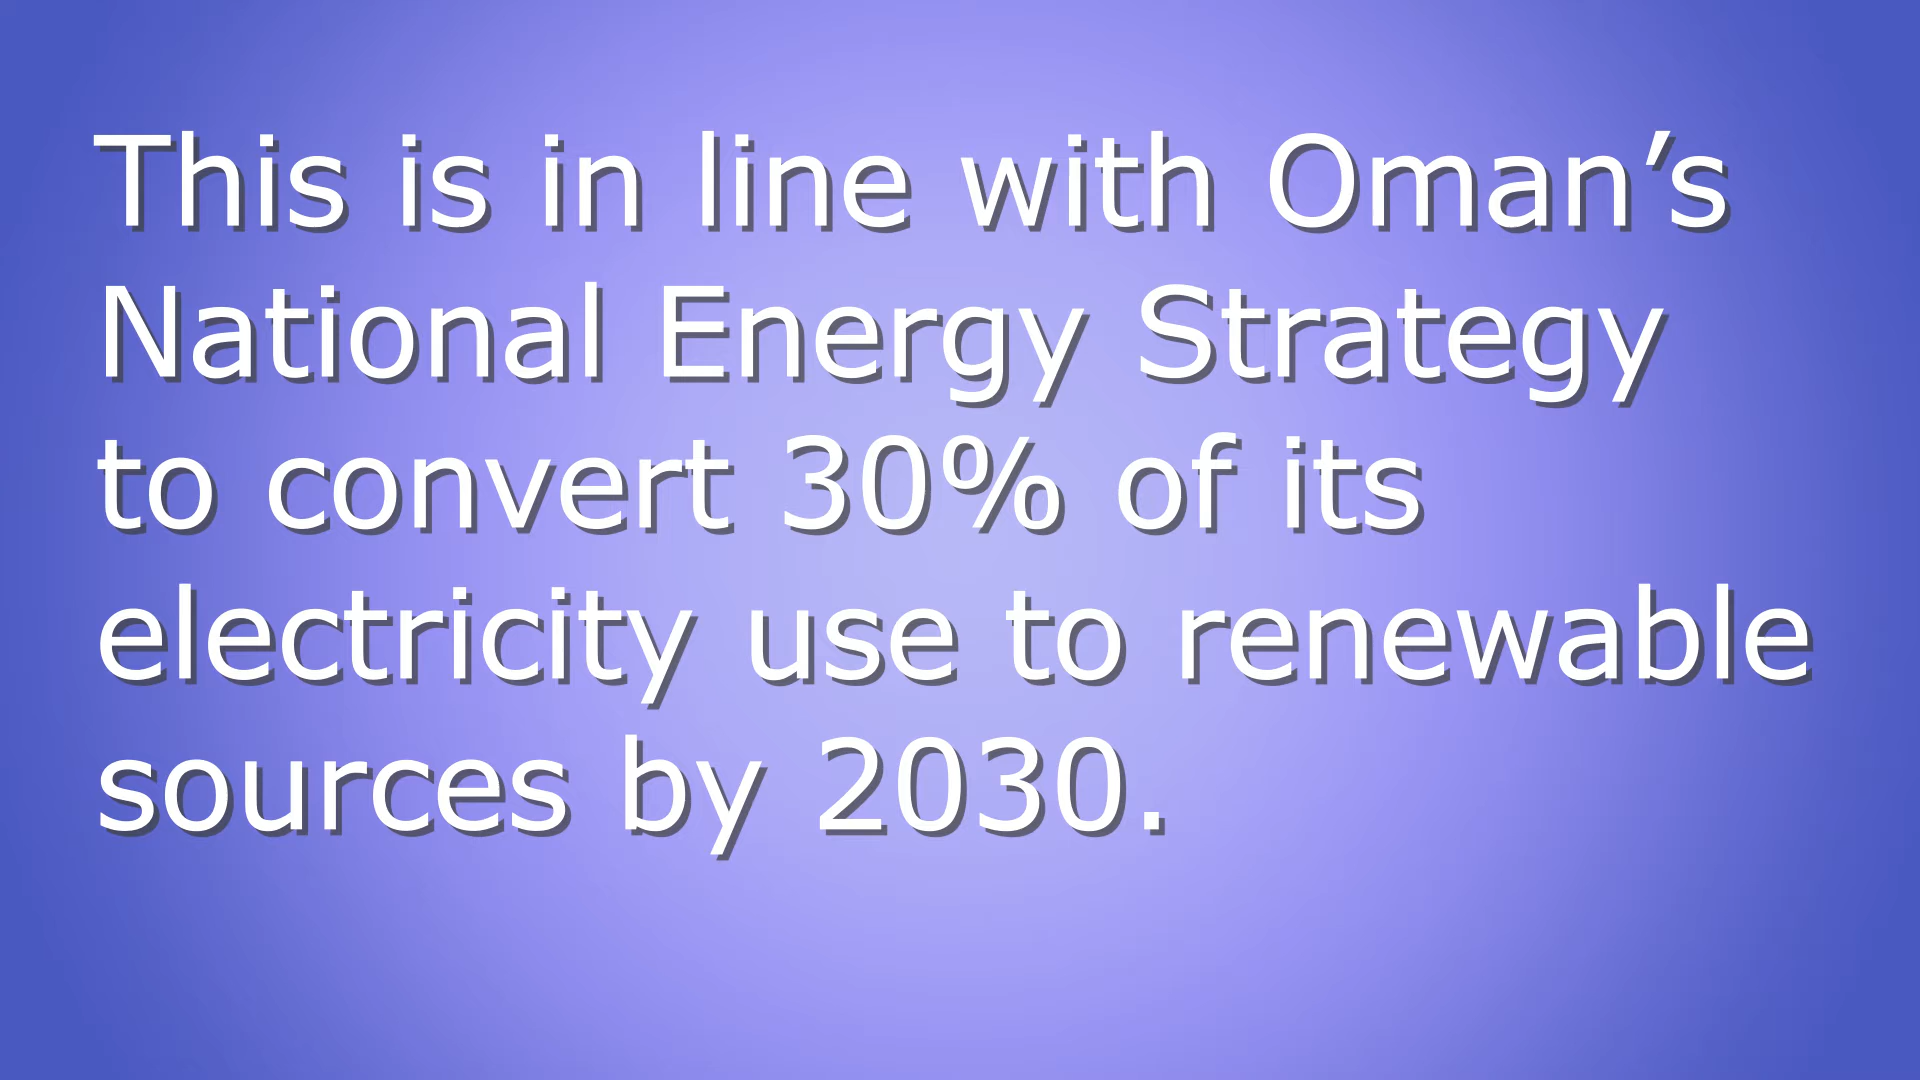 This is in line with Oman’s
National Energy Strategy
to convert 30% of its
electricity use to renewable
sources by 2030.